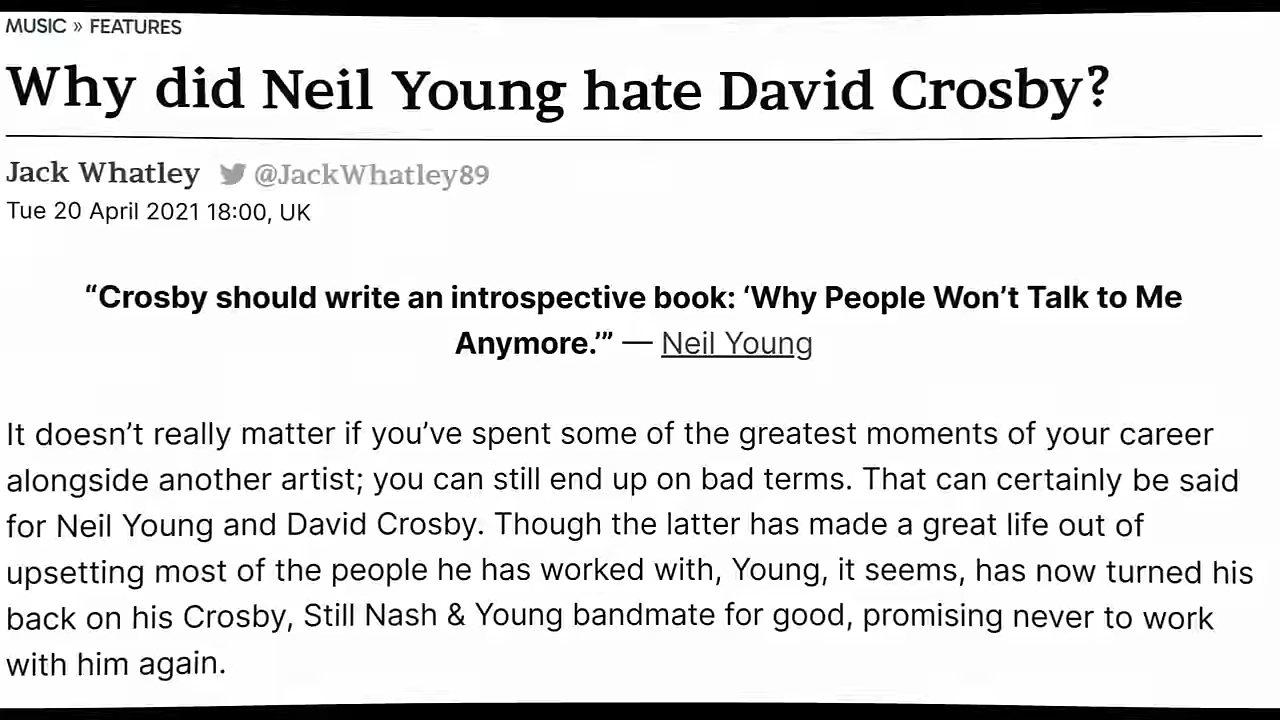 MUSIC » FEATURES
Why did Neil Young hate David Crosby?
Jack Whatley @JackWhatley89
Tue 20 April 2021 18:00, UK
“Crosby should write an introspective book: ‘Why People Won’t Talk to Me
Anymore.’” — Neil Young
It doesn’t really matter if you’ve spent some of the greatest moments of your career
alongside another artist; you can still end up on bad terms. That can certainly be said
for Neil Young and David Crosby. Though the latter has made a great life out of
upsetting most of the people he has worked with, Young, it seems, has now turned his
back on his Crosby, Still Nash & Young bandmate for good, promising never to work
with him again.